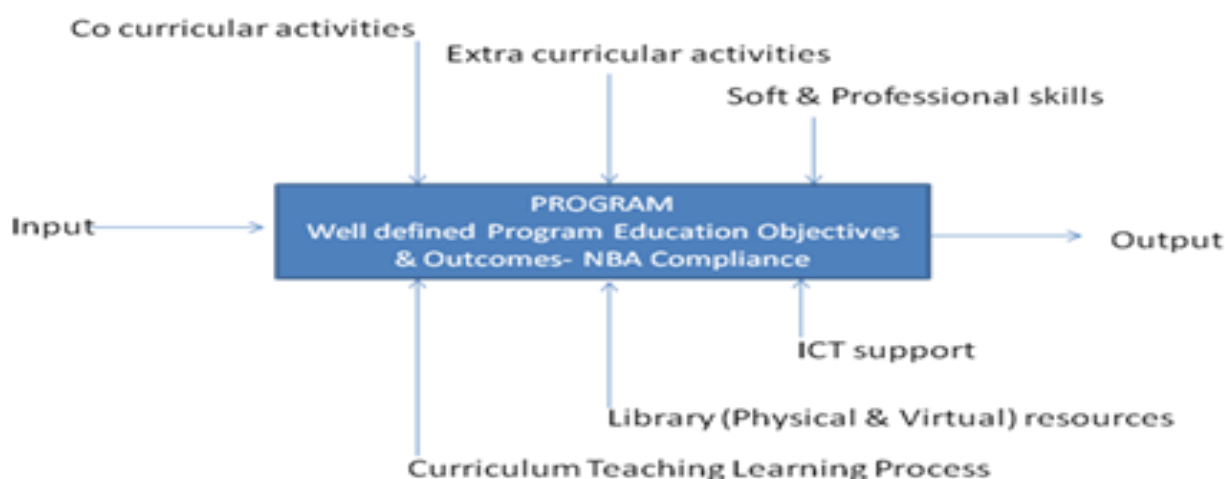 Co curricular activities
Extra curricular activities
Soft & Professional skills
PROGRAM
Input
Well defined Program Education Objectives
Output
& Outcomes- NBA Compliance
ICT support
Library (Physical & Virtual) resources
Curriculum Teaching Learning Process